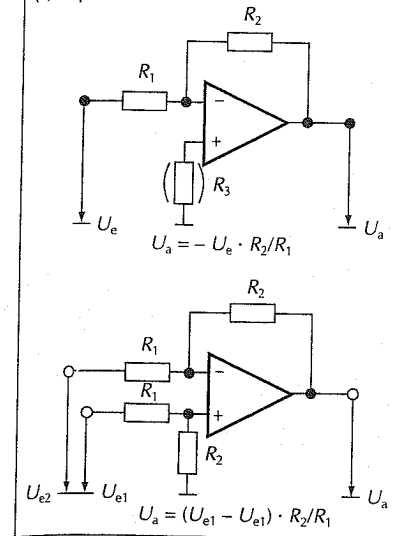 R2
R1
−
+
R3
Ue
Ua
Ua = − Ue · R2/R1
R2
R1
−
R1
+
R2
Ue2
Ue1
Ua
Ua = (Ue1 − Ue1) · R2/R1